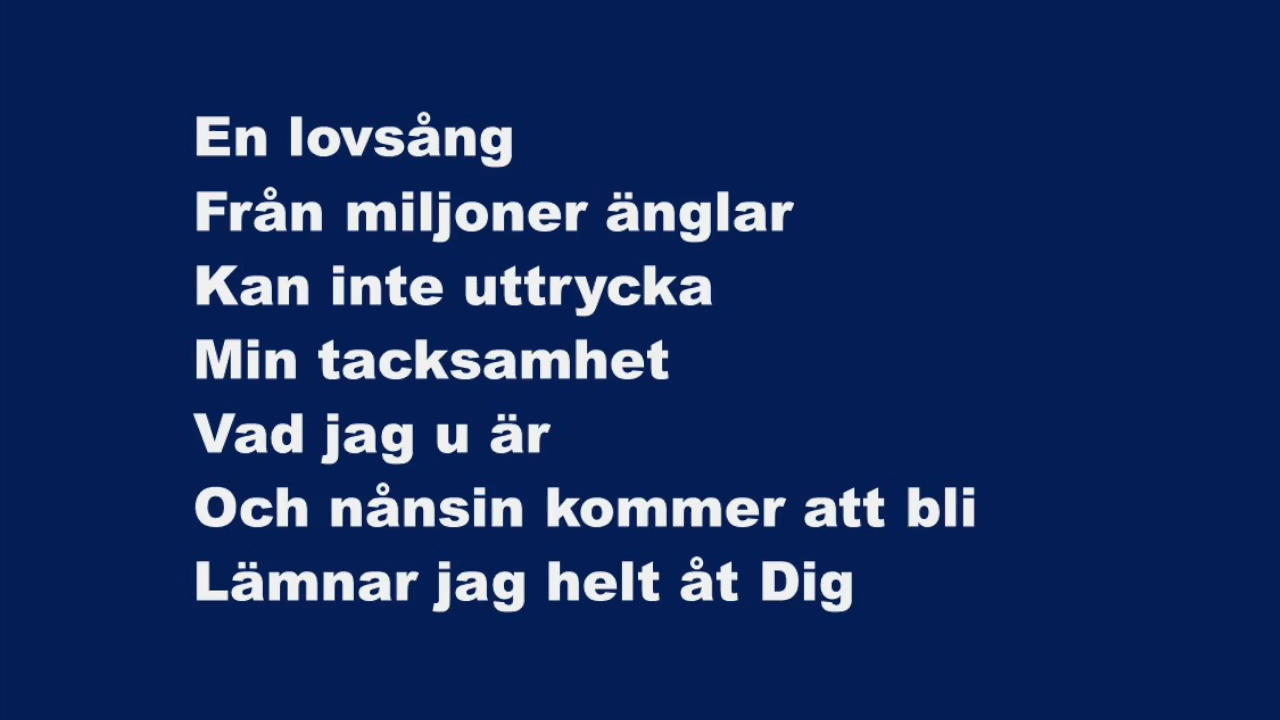 En lovsång
Från miljoner änglar
Kan inte uttrycka
Min tacksamhet
Vad jag u är
Och nånsin kommer att bli
Lämnar jag helt åt Dig